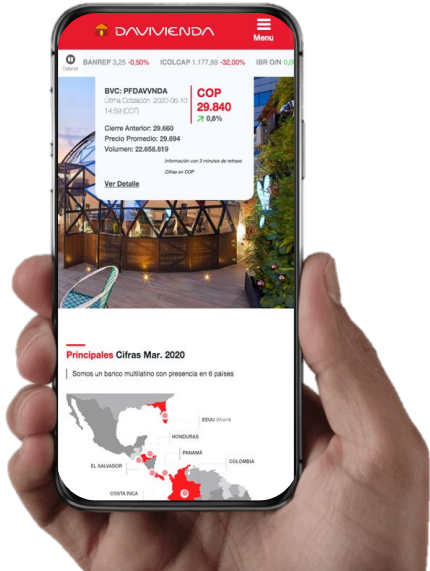 DAVIVIENDA
Menu
Detener
BANREP 3,25 -0,50% ICOLCAP 1.177,99 -32,00% IBR O/N 0,0
BVC: PFDAVVNDA
Última Cotización: 2020-06-10
14:59 (COT)
COP
29.840
0,6%
Cierre Anterior: 29.660
Precio Promedio: 29.694
Volumen: 22.658.819
Información con 3 minutos de retraso
Cifras en COP
Ver Detalle
Principales Cifras Mar. 2020
Somos un banco multilatino con presencia en 6 países
EEUU (Miami)
HONDURAS
PANAMÁ
EL SALVADOR
COLOMBIA
COSTA RICA